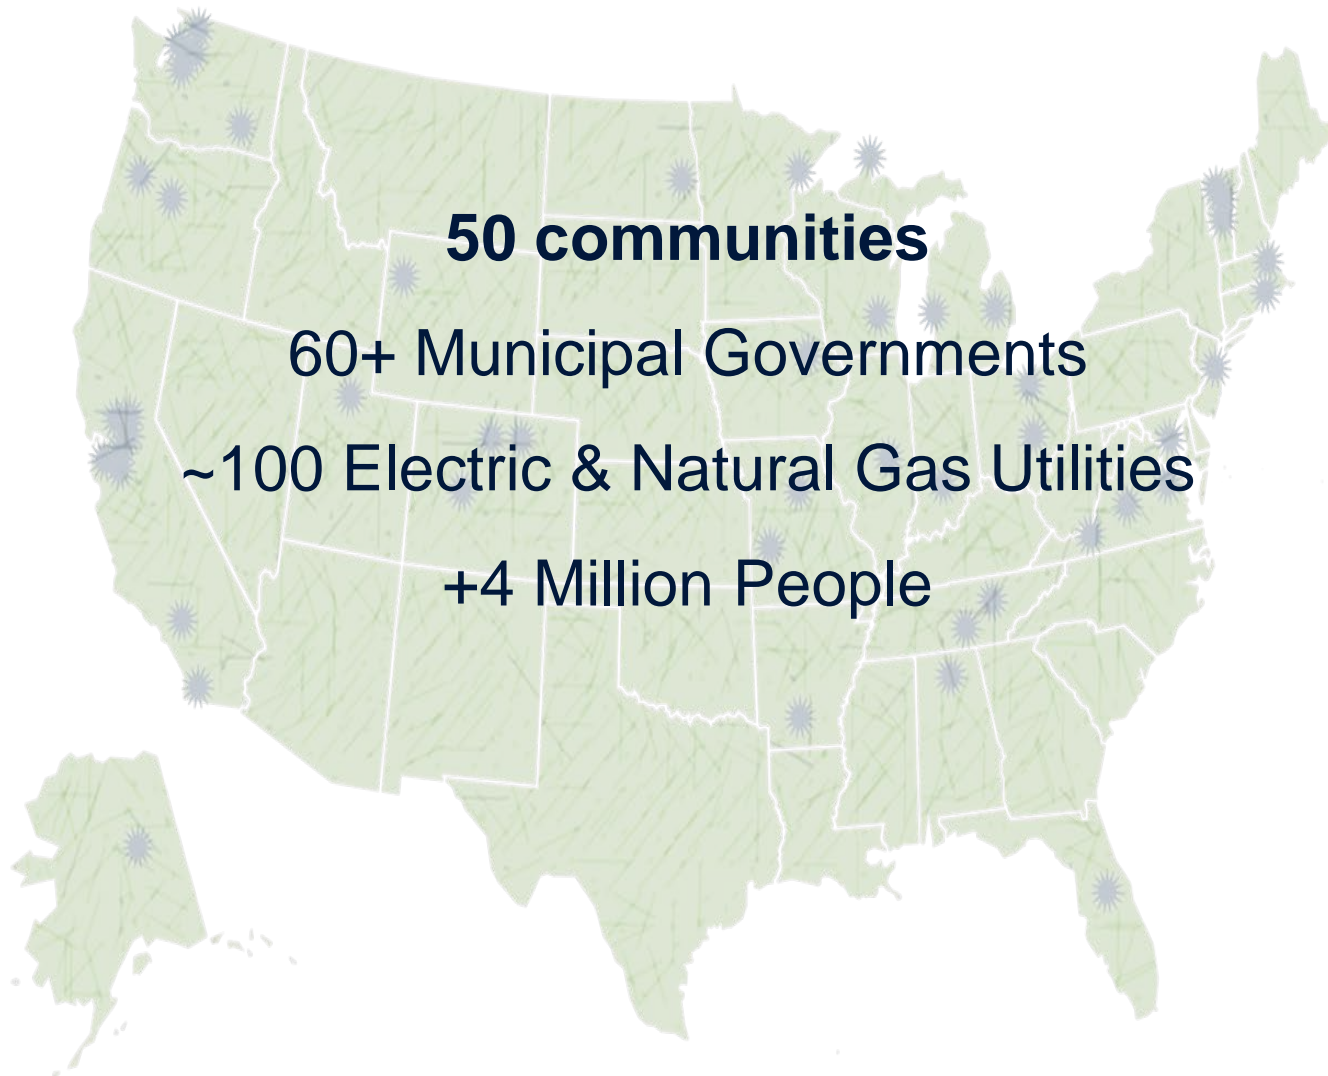 50 communities
60+ Municipal Governments
~100 Electric & Natural Gas Utilities
+4 Million People